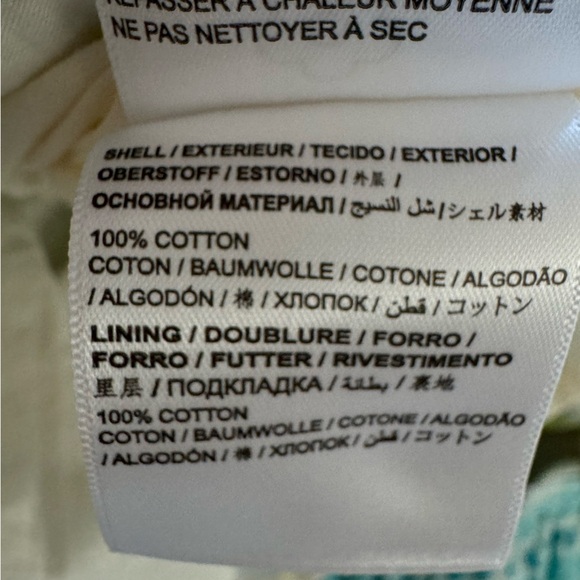 REPASSER À CHALEUR MOYENNE
NE PAS NETTOYER À SEC
SHELL / EXTERIEUR / TECIDO / EXTERIOR /
OBERSTOFF / ESTORNO / 外层 /
ОСНОВНОЙ МАТЕРИАЛ / شل النسيج / シェル素材
100% COTTON
COTON / BAUMWOLLE / COTONE / ALGODÃO
/ ALGODÓN / 棉 / ХЛОПОК / قطن / コットン
LINING / DOUBLURE / FORRO /
FORRO / FUTTER / RIVESTIMENTO
里层 / ПОДКЛАДКА / بطانة / 裏地
100% COTTON
COTON / BAUMWOLLE / COTONE / ALGODÃO
/ ALGODÓN / 棉 / ХЛОПОК / قطن / コットン